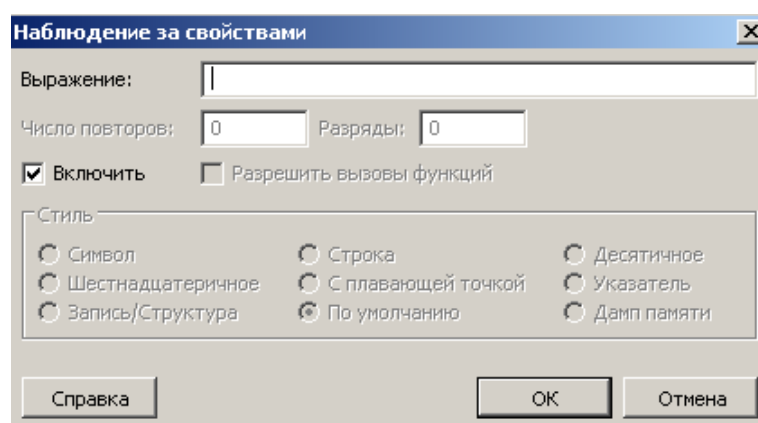 Наблюдение за свойствами
Выражение:
Число повторов: 0 Разряды: 0
Включить Разрешить вызовы функций
Стиль
Символ Строка Десятичное
Шестнадцатеричное С плавающей точкой Указатель
Запись/Структура По умолчанию Дамп памяти
Справка ОК Отмена